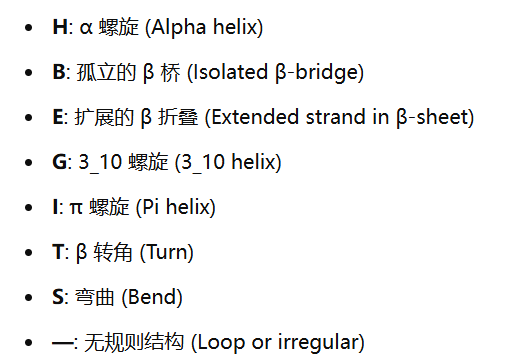 H: α 螺旋 (Alpha helix)
B: 孤立的 β 桥 (Isolated β-bridge)
E: 扩展的 β 折叠 (Extended strand in β-sheet)
G: 3_10 螺旋 (3_10 helix)
I: π 螺旋 (Pi helix)
T: β 转角 (Turn)
S: 弯曲 (Bend)
—: 无规则结构 (Loop or irregular)